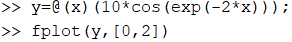 >> y=@(x)(10*cos(exp(-2*x)));
>> fplot(y,[0,2])